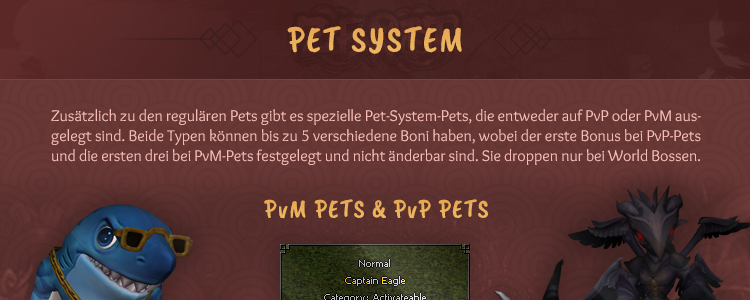 PET SYSTEM
Zusätzlich zu den regulären Pets gibt es spezielle Pet-System-Pets, die entweder auf PvP oder PvM aus-
gelegt sind. Beide Typen können bis zu 5 verschiedene Boni haben, wobei der erste Bonus bei PvP-Pets
und die ersten drei bei PvM-Pets festgelegt und nicht änderbar sind. Sie droppen nur bei World Bossen.
PvM PETS & PvP PETS
Normal
Captain Eagle
Category: Activateable